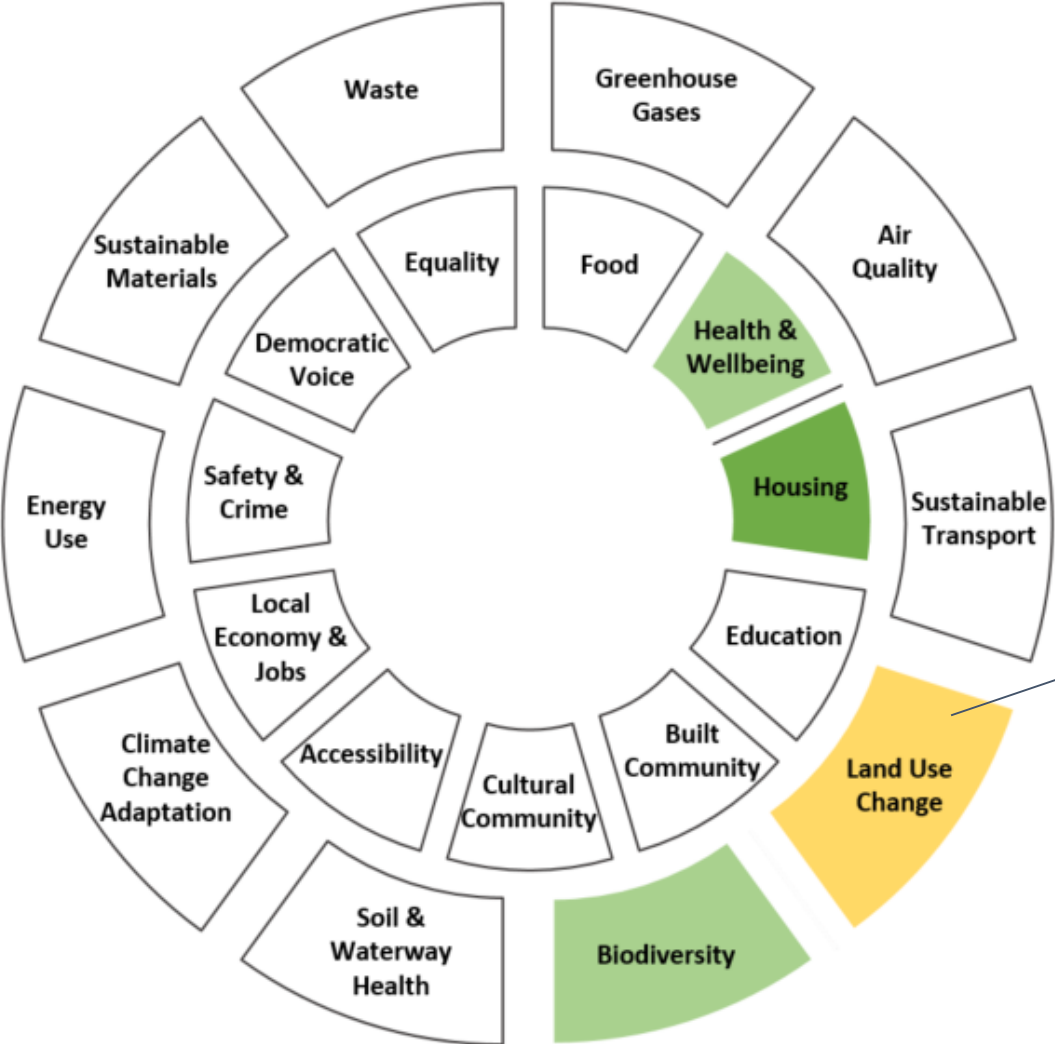 Waste
Greenhouse
Gases
Air
Quality
Sustainable
Transport
Land Use
Change
Biodiversity
Soil &
Waterway
Health
Climate
Change
Adaptation
Energy
Use
Sustainable
Materials
Equality
Food
Health &
Wellbeing
Housing
Education
Built
Community
Cultural
Community
Accessibility
Local
Economy &
Jobs
Safety &
Crime
Democratic
Voice